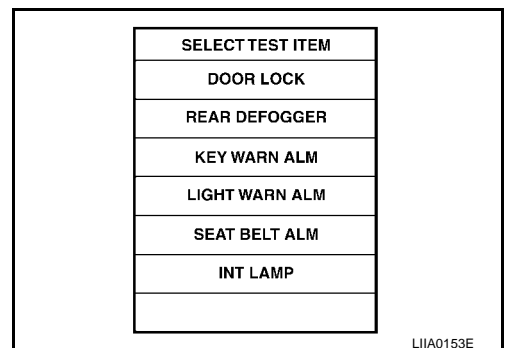 SELECT TEST ITEM
DOOR LOCK
REAR DEFOGGER
KEY WARN ALM
LIGHT WARN ALM
SEAT BELT ALM
INT LAMP
LIIA0153E